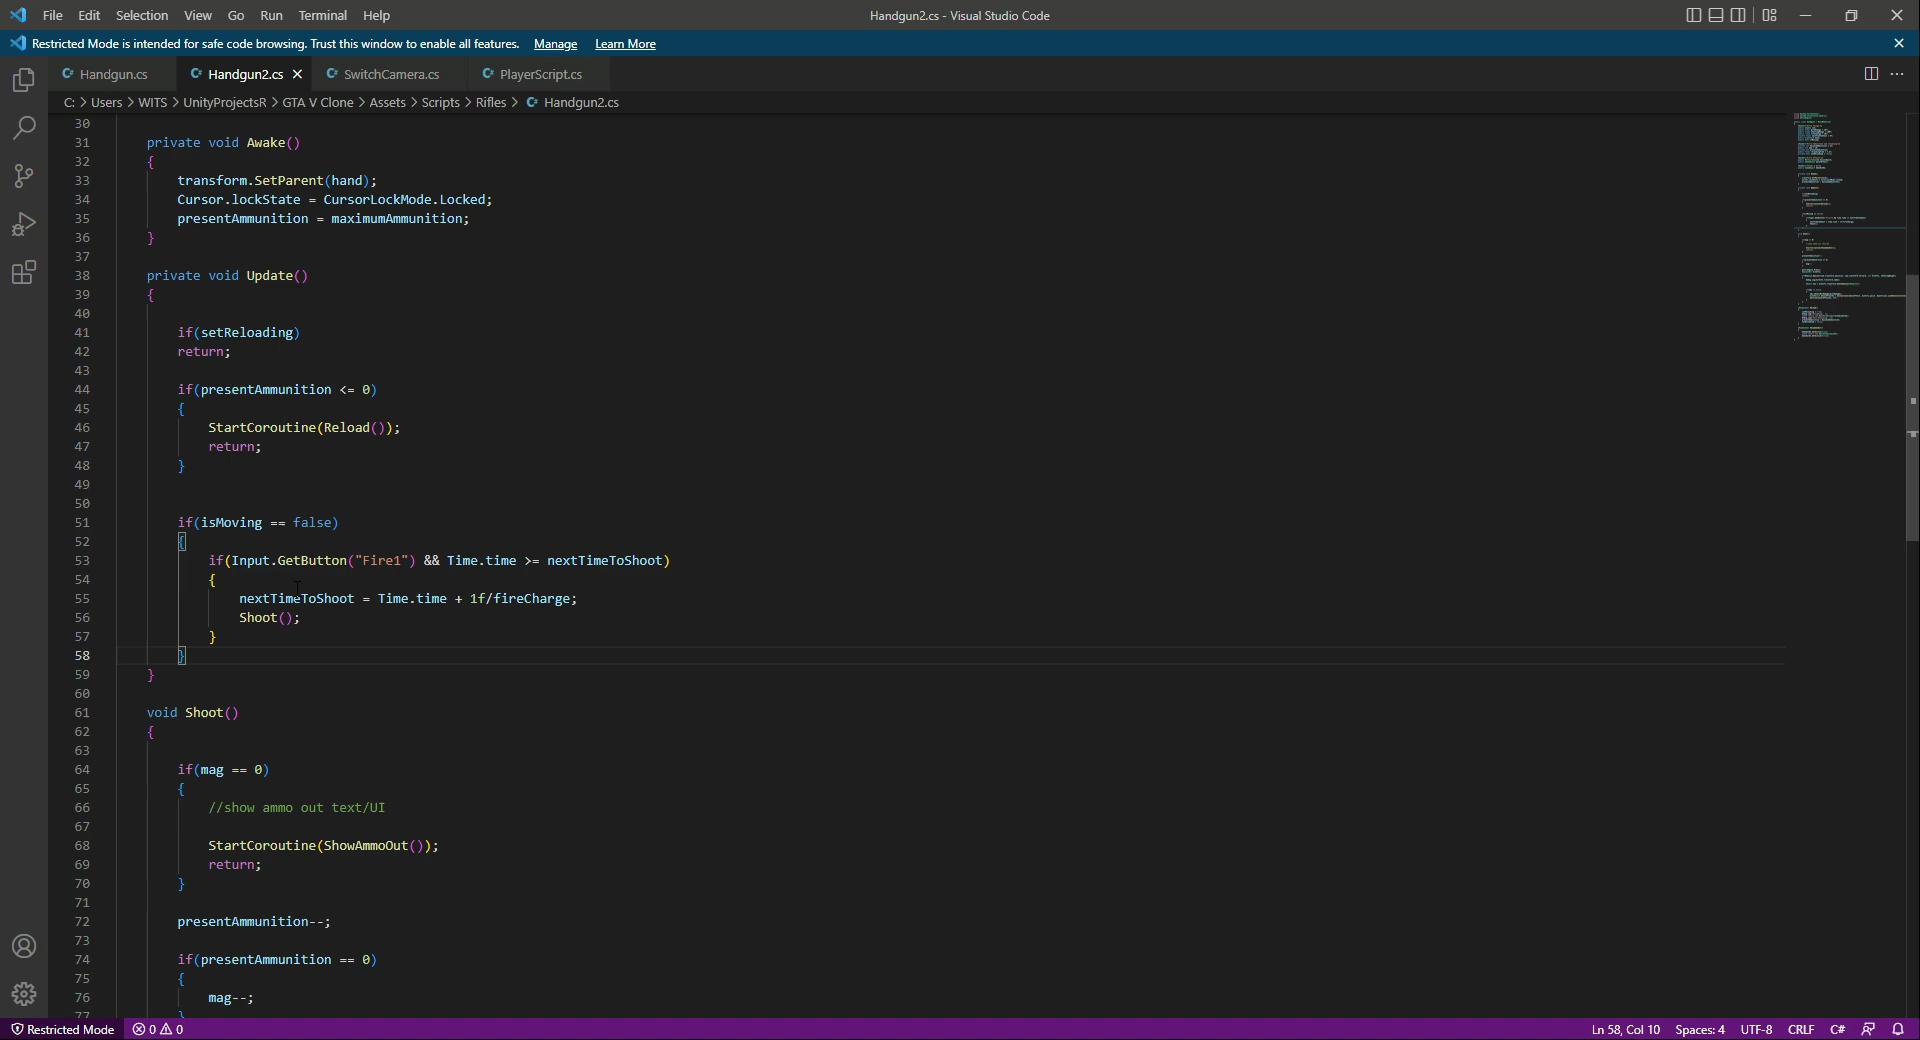 File Edit Selection View Go Run Terminal Help
Handgun2.cs - Visual Studio Code
Restricted Mode is intended for safe code browsing. Trust this window to enable all features. Manage Learn More
Handgun.cs Handgun2.cs SwitchCamera.cs PlayerScript.cs
C: > Users > WITS > UnityProjectsR > GTA V Clone > Assets > Scripts > Rifles > Handgun2.cs
30
31 private void Awake()
32 {
33 transform.SetParent(hand);
34 Cursor.lockState = CursorLockMode.Locked;
35 presentAmmunition = maximumAmmunition;
36 }
37
38 private void Update()
39 {
40
41 if(setReloading)
42 return;
43
44 if(presentAmmunition <= 0)
45 {
46 StartCoroutine(Reload());
47 return;
48 }
49
50
51 if(isMoving == false)
52 {
53 if(Input.GetButton("Fire1") && Time.time >= nextTimeToShoot)
54 {
55 nextTimeToShoot = Time.time + 1f/fireCharge;
56 Shoot();
57 }
58 }
59 }
60
61 void Shoot()
62 {
63
64 if(mag == 0)
65 {
66 //show ammo out text/UI
67
68 StartCoroutine(ShowAmmoOut());
69 return;
70 }
71
72 presentAmmunition--;
73
74 if(presentAmmunition == 0)
75 {
76 mag--;
77 }
Restricted Mode 0 0 Ln 58, Col 10 Spaces: 4 UTF-8 CRLF C#